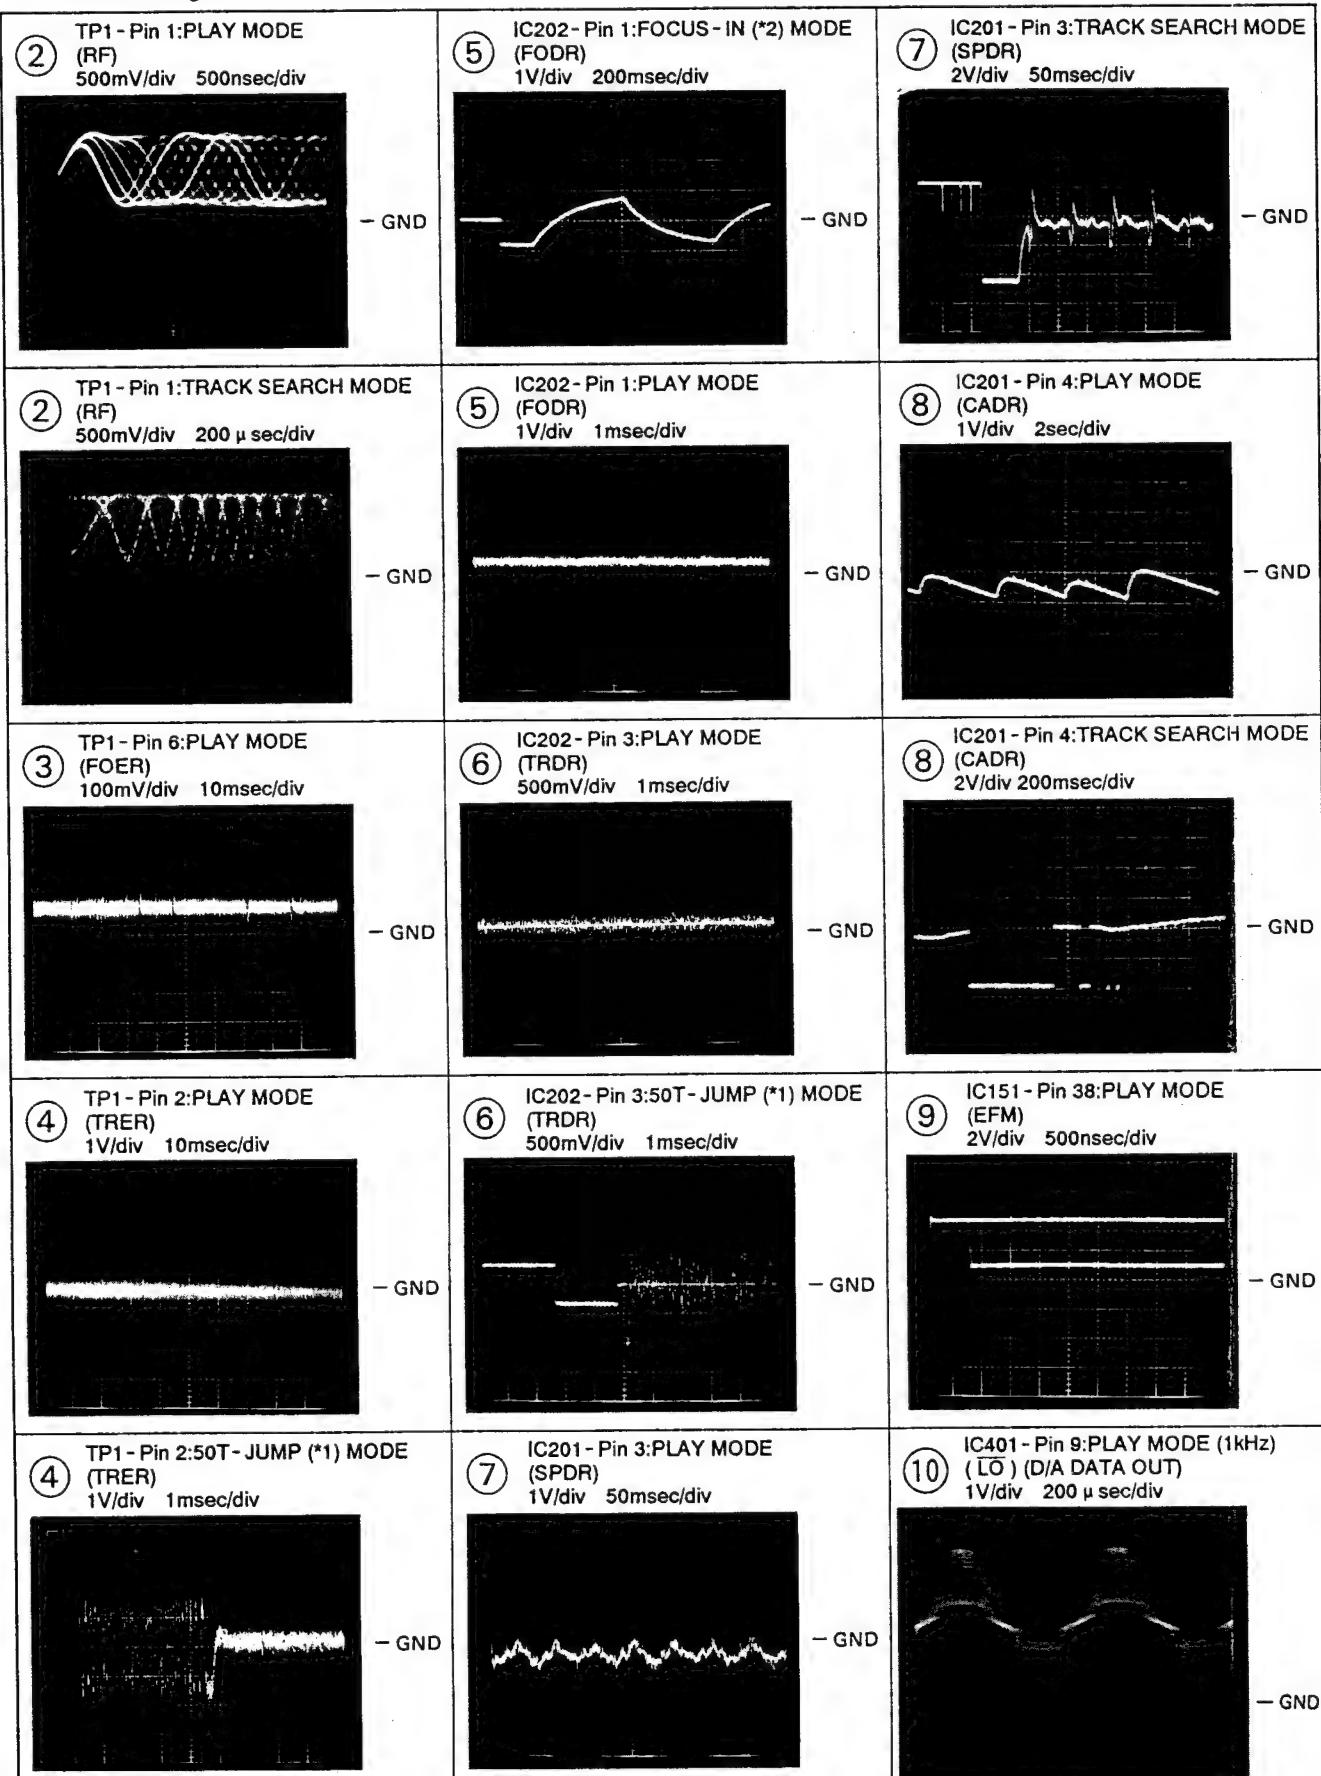 ②
TP1-Pin 1:PLAY MODE
(RF)
500mV/div 500nsec/div
- GND
⑤
IC202-Pin 1:FOCUS-IN (*2) MODE
(FODR)
1V/div 200msec/div
- GND
⑦
IC201-Pin 3:TRACK SEARCH MODE
(SPDR)
2V/div 50msec/div
- GND
②
TP1-Pin 1:TRACK SEARCH MODE
(RF)
500mV/div 200 μ sec/div
- GND
⑤
IC202-Pin 1:PLAY MODE
(FODR)
1V/div 1msec/div
- GND
⑧
IC201-Pin 4:PLAY MODE
(CADR)
1V/div 2sec/div
- GND
③
TP1-Pin 6:PLAY MODE
(FOER)
100mV/div 10msec/div
- GND
⑥
IC202-Pin 3:PLAY MODE
(TRDR)
500mV/div 1msec/div
- GND
⑧
IC201-Pin 4:TRACK SEARCH MODE
(CADR)
2V/div 200msec/div
- GND
④
TP1-Pin 2:PLAY MODE
(TRER)
1V/div 10msec/div
- GND
⑥
IC202-Pin 3:50T-JUMP (*1) MODE
(TRDR)
500mV/div 1msec/div
- GND
⑨
IC151-Pin 38:PLAY MODE
(EFM)
2V/div 500nsec/div
- GND
④
TP1-Pin 2:50T-JUMP (*1) MODE
(TRER)
1V/div 1msec/div
- GND
⑦
IC201-Pin 3:PLAY MODE
(SPDR)
1V/div 50msec/div
- GND
⑩
IC401-Pin 9:PLAY MODE (1kHz)
(L̅O̅) (D/A DATA OUT)
1V/div 200 μ sec/div
- GND